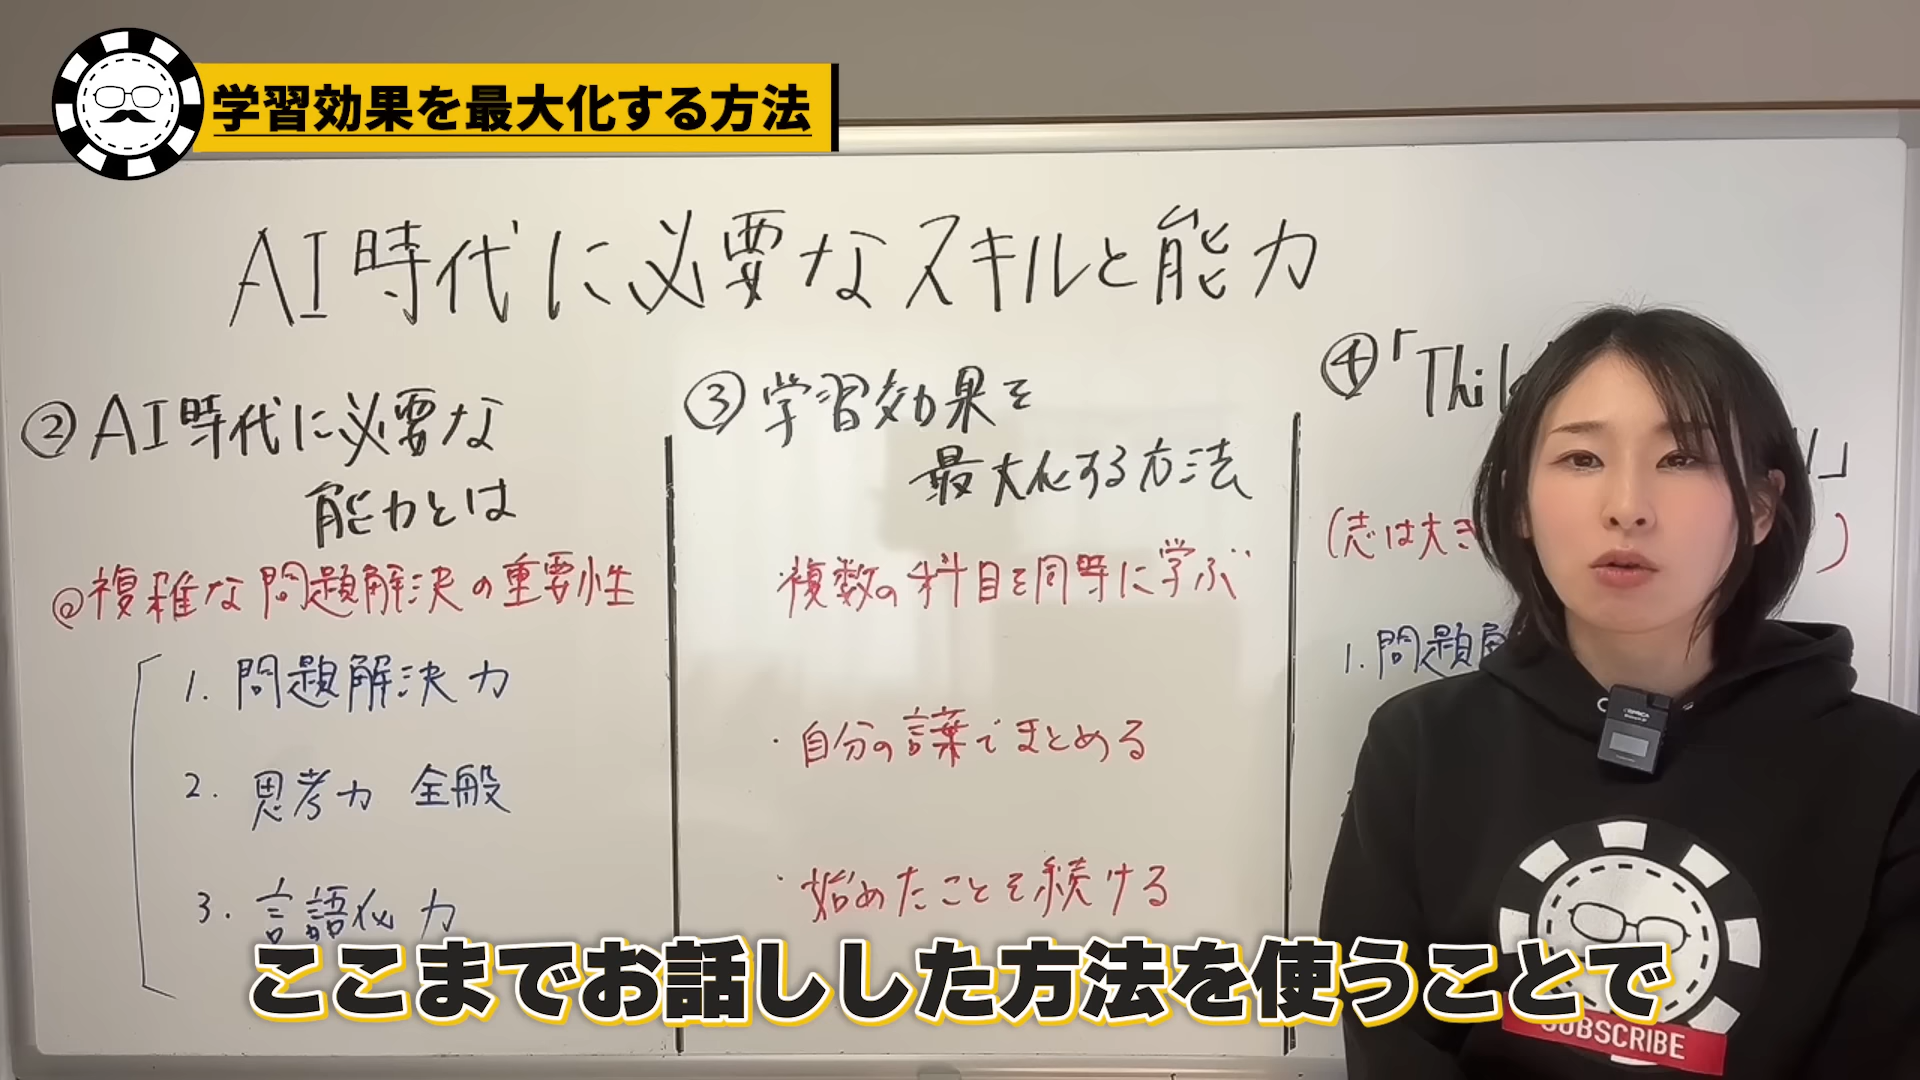 学習効果を最大化する方法
AI時代に必要なスキルと能力
②AI時代に必要な
能力とは
◎複雑な問題解決の重要性
1. 問題解決力
2. 思考力 全般
3. 言語化力
③学習効果を
最大化する方法
複数の科目を同時に学ぶ
・自分の言葉でまとめる
・始めたことを続ける
④「Thi
」
(志は大き
)
1. 問題解
ここまでお話しした方法を使うことで
SUBSCRIBE